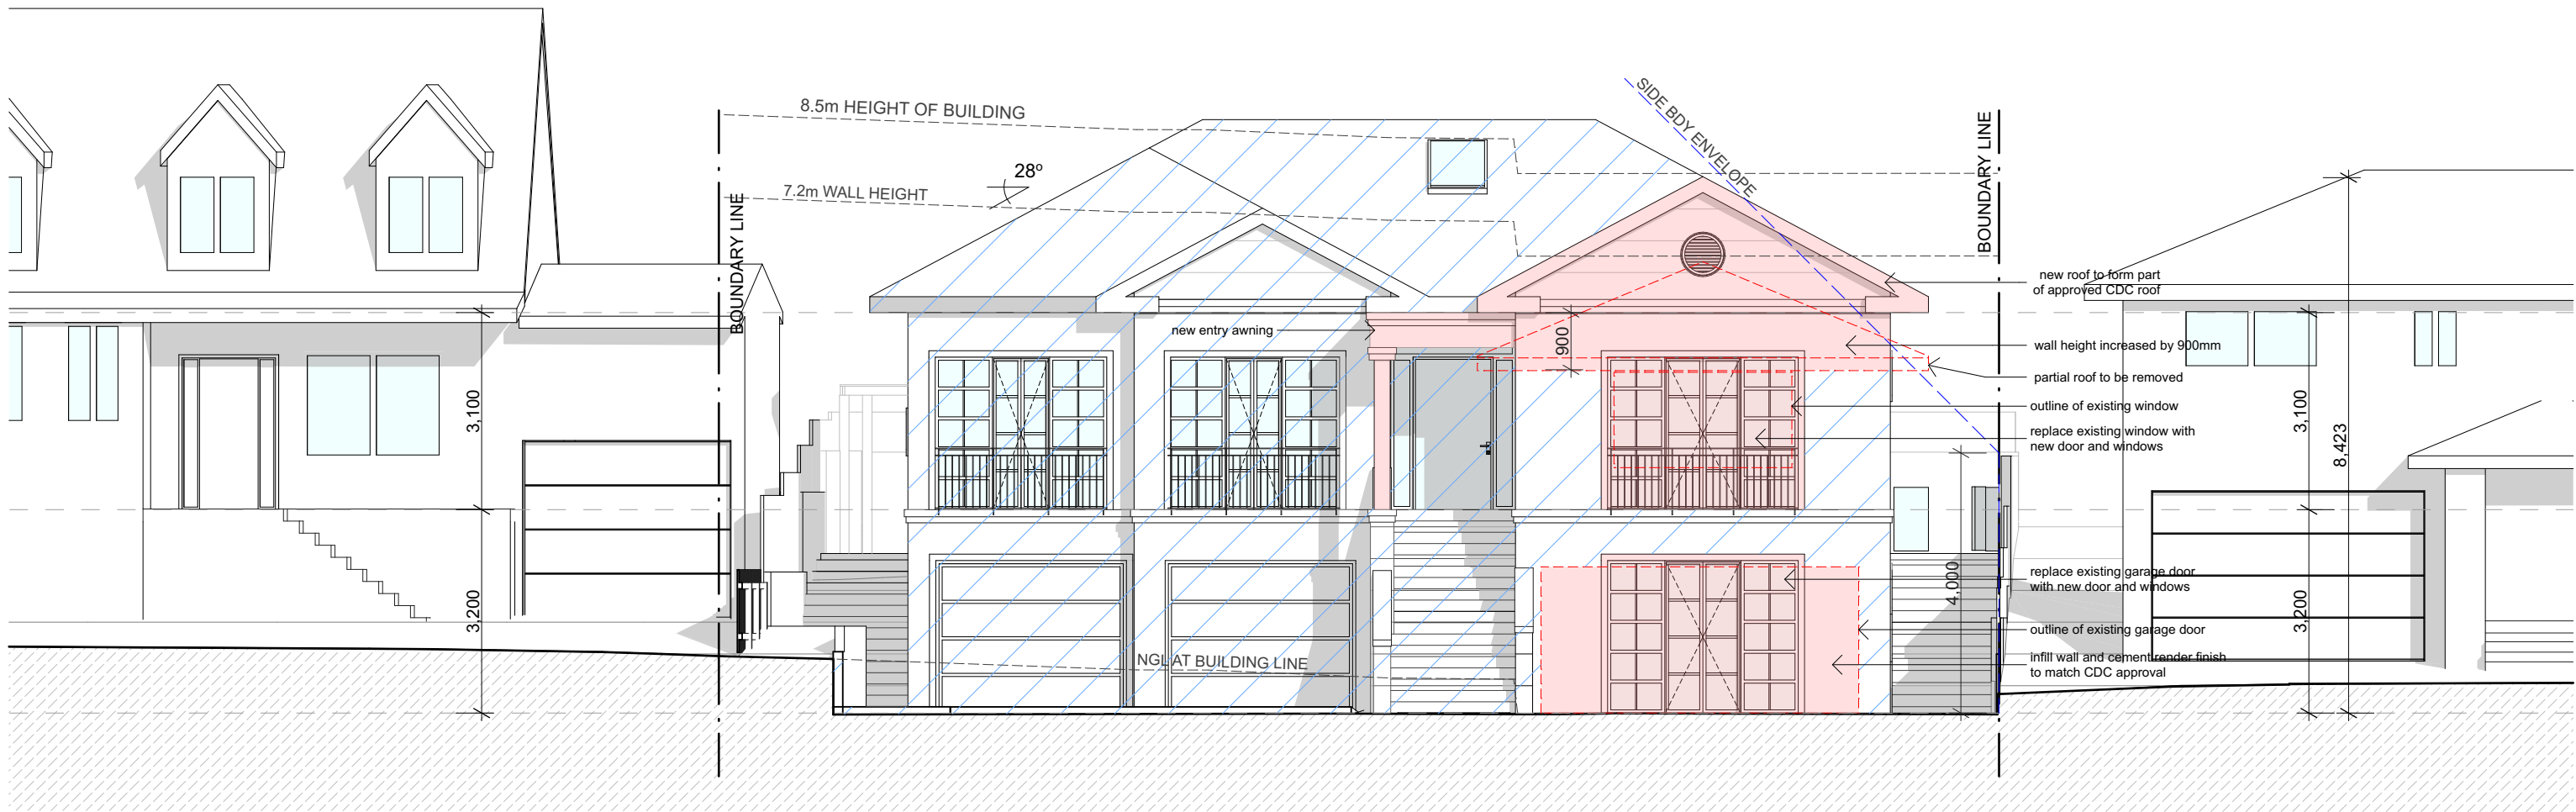 8.5m HEIGHT OF BUILDING
7.2m WALL HEIGHT
28º
SIDE BDY ENVELOPE
BOUNDARY LINE
BOUNDARY LINE
new roof to form part
of approved CDC roof
new entry awning
900
wall height increased by 900mm
partial roof to be removed
outline of existing window
replace existing window with
new door and windows
3,100
3,100
8,423
4,000
replace existing garage door
with new door and windows
3,200
3,200
outline of existing garage door
NGL AT BUILDING LINE
infill wall and cement render finish
to match CDC approval